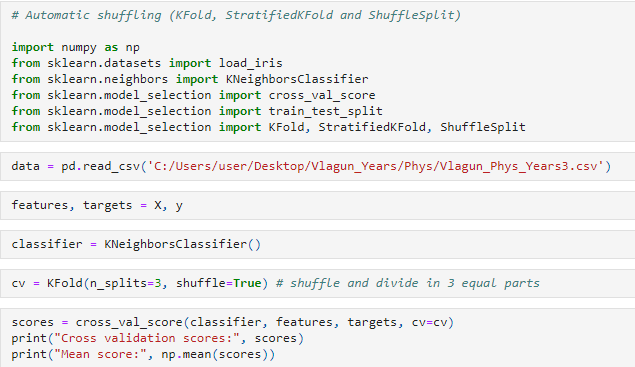 # Automatic shuffling (KFold, StratifiedKFold and ShuffleSplit)
import numpy as np
from sklearn.datasets import load_iris
from sklearn.neighbors import KNeighborsClassifier
from sklearn.model_selection import cross_val_score
from sklearn.model_selection import train_test_split
from sklearn.model_selection import KFold, StratifiedKFold, ShuffleSplit
data = pd.read_csv('C:/Users/user/Desktop/Vlagun_Years/Phys/Vlagun_Phys_Years3.csv')
features, targets = X, y
classifier = KNeighborsClassifier()
cv = KFold(n_splits=3, shuffle=True) # shuffle and divide in 3 equal parts
scores = cross_val_score(classifier, features, targets, cv=cv)
print("Cross validation scores:", scores)
print("Mean score:", np.mean(scores))